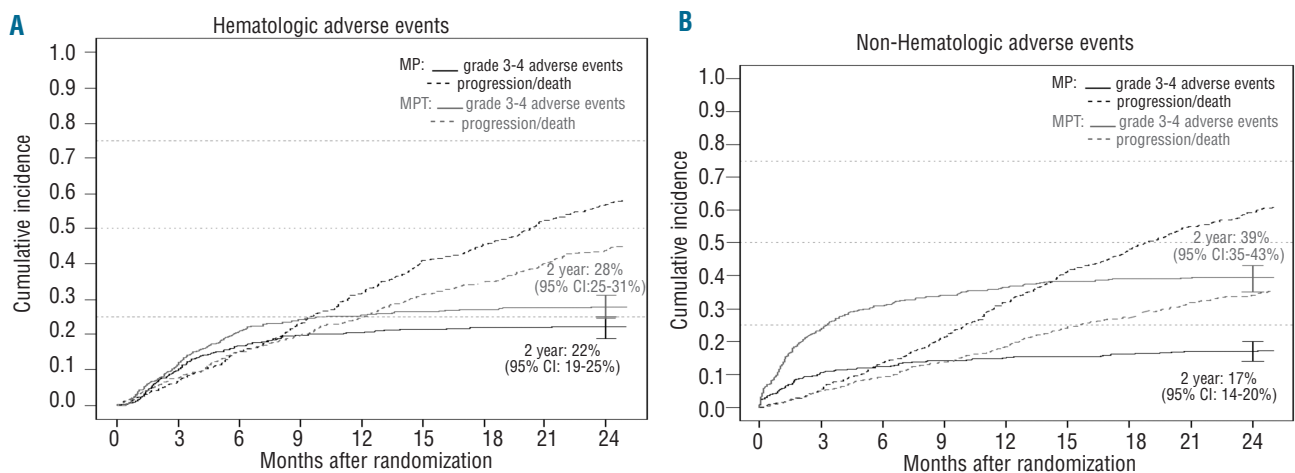 A
Hematologic adverse events
1.0
0.9
0.8
0.7
0.6
0.5
0.4
0.3
0.2
0.1
0.0
Cumulative incidence
MP: grade 3-4 adverse events
progression/death
MPT: grade 3-4 adverse events
progression/death
2 year: 28%
(95% CI:25-31%)
2 year: 22%
(95% CI: 19-25%)
0 3 6 9 12 15 18 21 24
Months after randomization
B
Non-Hematologic adverse events
1.0
0.9
0.8
0.7
0.6
0.5
0.4
0.3
0.2
0.1
0.0
Cumulative incidence
MP: grade 3-4 adverse events
progression/death
MPT: grade 3-4 adverse events
progression/death
2 year: 39%
(95% CI:35-43%)
2 year: 17%
(95% CI: 14-20%)
0 3 6 9 12 15 18 21 24
Months after randomization